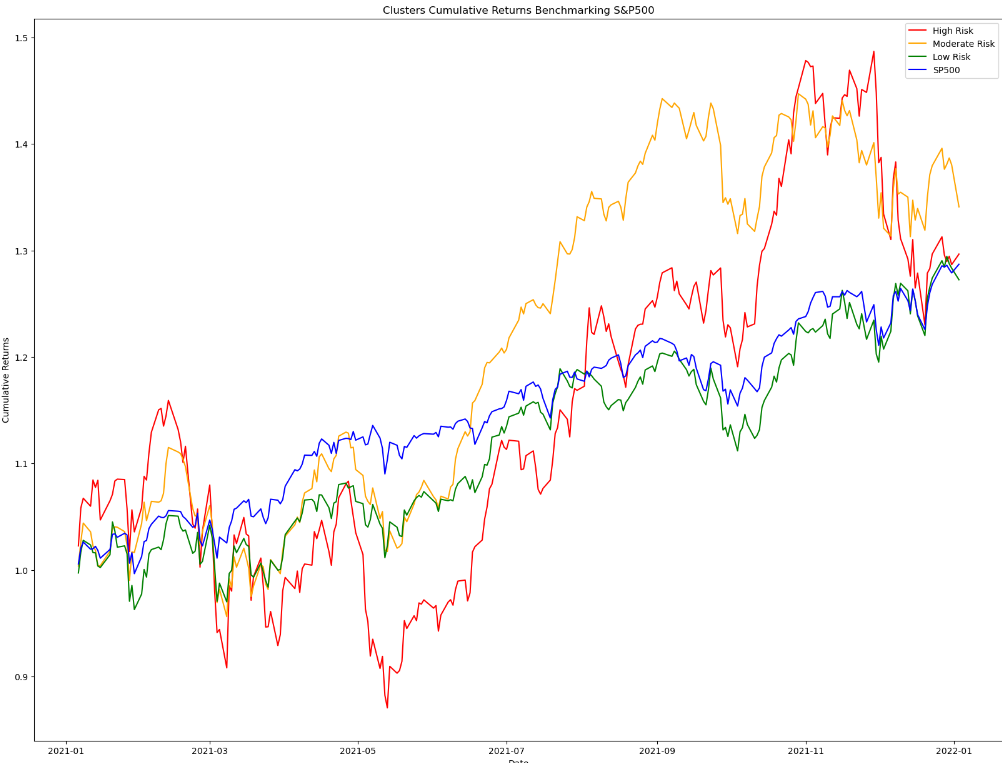 Clusters Cumulative Returns Benchmarking S&P500
High Risk
Moderate Risk
Low Risk
SP500
Cumulative Returns
1.5
1.4
1.3
1.2
1.1
1.0
0.9
2021-01 2021-03 2021-05 2021-07 2021-09 2021-11 2022-01
Date